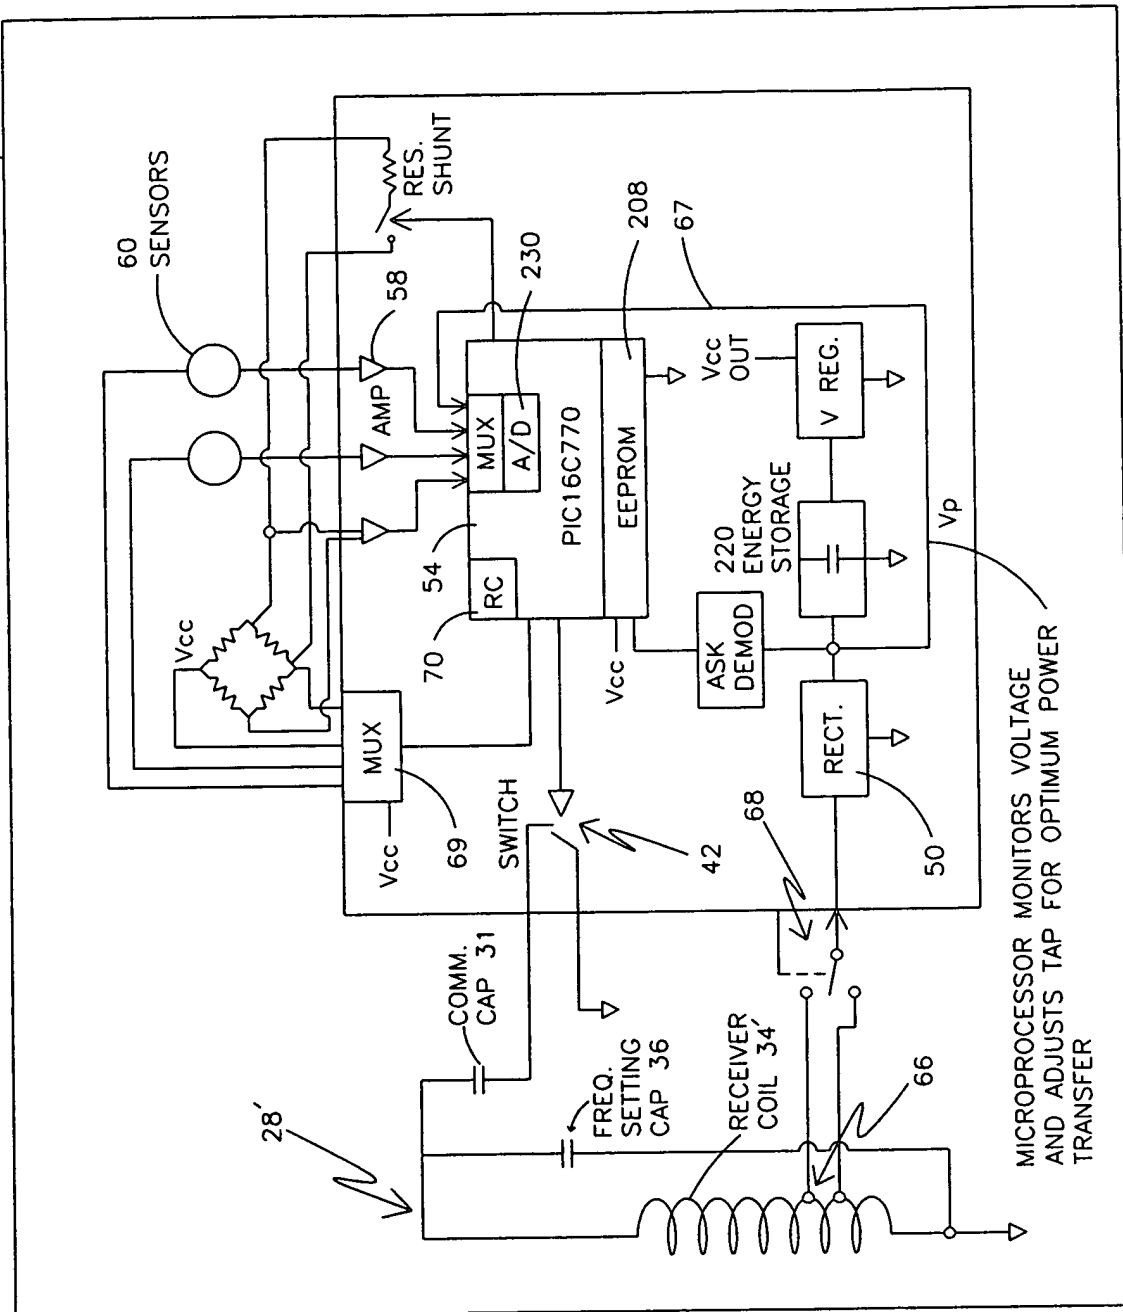 60
SENSORS
RES.
SHUNT
58
AMP
230
208
67
MUX
A/D
54
PIC16C770
EEPROM
70
RC
Vcc
Vcc
MUX
69
Vcc
OUT
V REG.
220
ENERGY
STORAGE
Vp
Vcc
ASK
DEMOD
RECT.
50
Vcc
SWITCH
42
68
COMM.
CAP 31
28'
FREQ.
SETTING
CAP 36
RECEIVER
COIL 34'
66
MICROPROCESSOR MONITORS VOLTAGE
AND ADJUSTS TAP FOR OPTIMUM POWER
TRANSFER